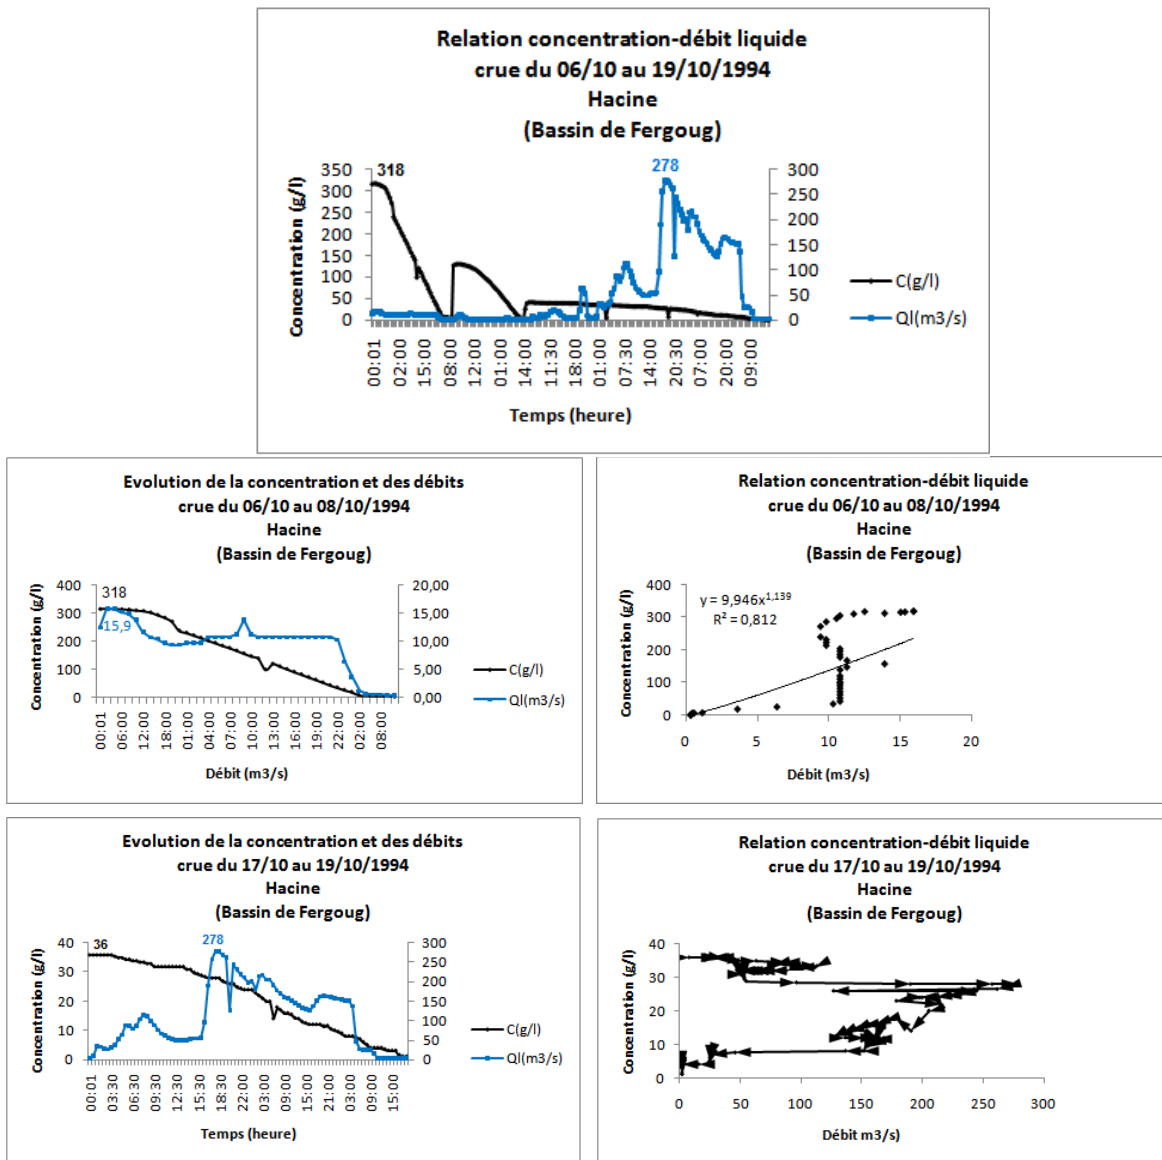 Relation concentration-débit liquide
crue du 06/10 au 19/10/1994
Hacine
(Bassin de Fergoug)
318
278
Concentration (g/l)
350
300
250
200
150
100
50
0
300
250
200
150
100
50
0
00:01
02:00
15:00
08:00
12:00
10:00
14:00
11:30
18:00
01:00
07:30
14:00
20:30
07:00
20:00
09:00
Temps (heure)
C(g/l)
Ql(m3/s)
Evolution de la concentration et des débits
crue du 06/10 au 08/10/1994
Hacine
(Bassin de Fergoug)
Concentration (g/l)
400
300
200
100
0
318
15,9
20,00
15,00
10,00
5,00
0,00
00:01
06:00
12:00
18:00
01:00
04:00
07:00
10:00
13:00
16:00
19:00
22:00
02:00
08:00
Débit (m3/s)
C(g/l)
Ql(m3/s)
Relation concentration-débit liquide
crue du 06/10 au 08/10/1994
Hacine
(Bassin de Fergoug)
Concentration (g/l)
400
300
200
100
0
y = 9,946x^1,139
R² = 0,812
0
5
10
15
20
Débit (m3/s)
Evolution de la concentration et des débits
crue du 17/10 au 19/10/1994
Hacine
(Bassin de Fergoug)
Concentration (g/l)
40
30
20
10
0
36
278
300
250
200
150
100
50
0
00:01
03:30
06:30
09:30
12:30
15:30
18:30
22:00
03:00
09:00
15:00
21:00
03:00
09:00
15:00
Temps (heure)
C(g/l)
Ql(m3/s)
Relation concentration-débit liquide
crue du 17/10 au 19/10/1994
Hacine
(Bassin de Fergoug)
Concentration (g/l)
40
30
20
10
0
0
50
100
150
200
250
300
Débit m3/s)